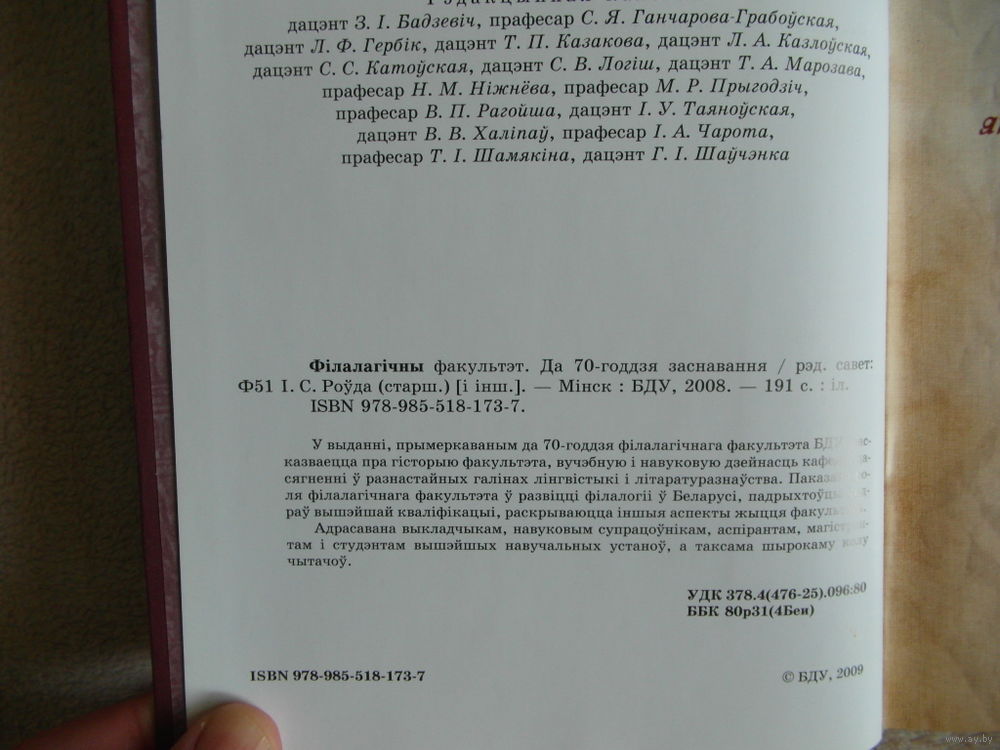 дацэнт З. І. Бадзевіч, прафесар С. Я. Ганчарова-Грабоўская,
дацэнт Л. Ф. Гербік, дацэнт Т. П. Казакова, дацэнт Л. А. Казлоўская,
дацэнт С. С. Катоўская, дацэнт С. В. Логіш, дацэнт Т. А. Марозава,
прафесар Н. М. Ніжнёва, прафесар М. Р. Прыгодзіч,
прафесар В. П. Рагойша, дацэнт І. У. Таяноўская,
дацэнт В. В. Халіпаў, прафесар І. А. Чарота,
прафесар Т. І. Шамякіна, дацэнт Г. І. Шаўчэнка
Філалагічны факультэт. Да 70-годдзя заснавання / рэд. савет:
Ф51 І. С. Роўда (старш.) [і інш.]. — Мінск : БДУ, 2008. — 191 с. : іл.
ISBN 978-985-518-173-7.
У выданні, прымеркаваным да 70-годдзя філалагічнага факультэта БДУ,
казваецца пра гісторыю факультэта, вучэбную і навуковую дзейнасць
сягненні ў разнастайных галінах лінгвістыкі і літаратуразнаўства.
ля філалагічнага факультэта ў развіцці філалогіі ў Беларусі,
раў вышэйшай кваліфікацыі, раскрываюцца іншыя аспекты жыцця
Адрасавана выкладчыкам, навуковым супрацоўнікам, аспірантам,
там і студэнтам вышэйшых навучальных устаноў, а таксама шырокаму колу
чытачоў.
УДК 378.4(476-25).096:80
ББК 80р31(4Беи)
ISBN 978-985-518-173-7
© БДУ, 2009
www.ay.by